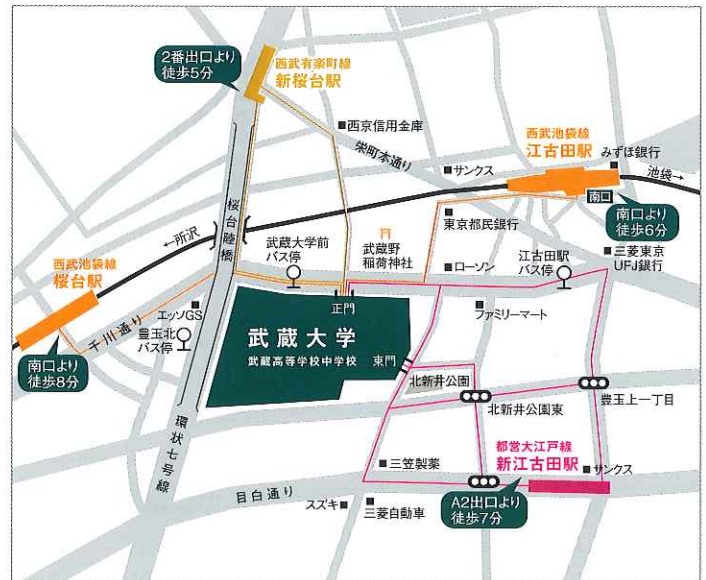 2番出口より
徒歩5分
西武有楽町線
新桜台駅
西京信用金庫
栄町本通り
サンクス
西武池袋線
江古田駅
みずほ銀行
池袋→
南口
南口より
徒歩6分
東京都民銀行
武蔵野
稲荷神社
桜台陸橋
←所沢
武蔵大学前
バス停
ローソン
江古田駅
バス停
三菱東京
UFJ銀行
西武池袋線
桜台駅
エッソGS
千川通り
豊玉北
バス停
南口より
徒歩8分
正門
武蔵大学
武蔵高等学校中学校
東門
ファミリーマート
北新井公園
北新井公園東
豊玉上一丁目
環状七号線
三笠製薬
都営大江戸線
新江古田駅
サンクス
目白通り
スズキ
三菱自動車
A2出口より
徒歩7分